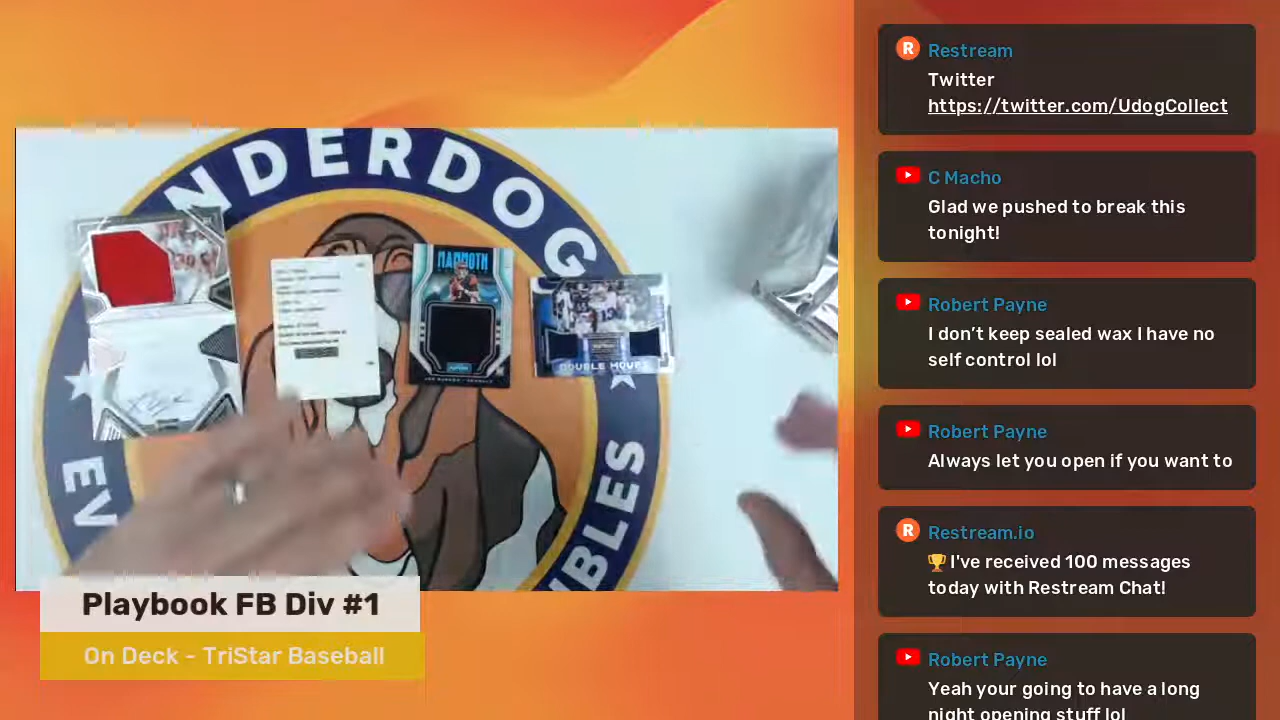 NDERDOG
EV
IBLES
MAMMOTH
DOUBLE MOVES
Playbook FB Div #1
On Deck - TriStar Baseball
Restream
Twitter
https://twitter.com/UdogCollect
C Macho
Glad we pushed to break this
tonight!
Robert Payne
I don’t keep sealed wax I have no
self control lol
Robert Payne
Always let you open if you want to
Restream.io
🏆 I've received 100 messages
today with Restream Chat!
Robert Payne
Yeah your going to have a long
night opening stuff lol